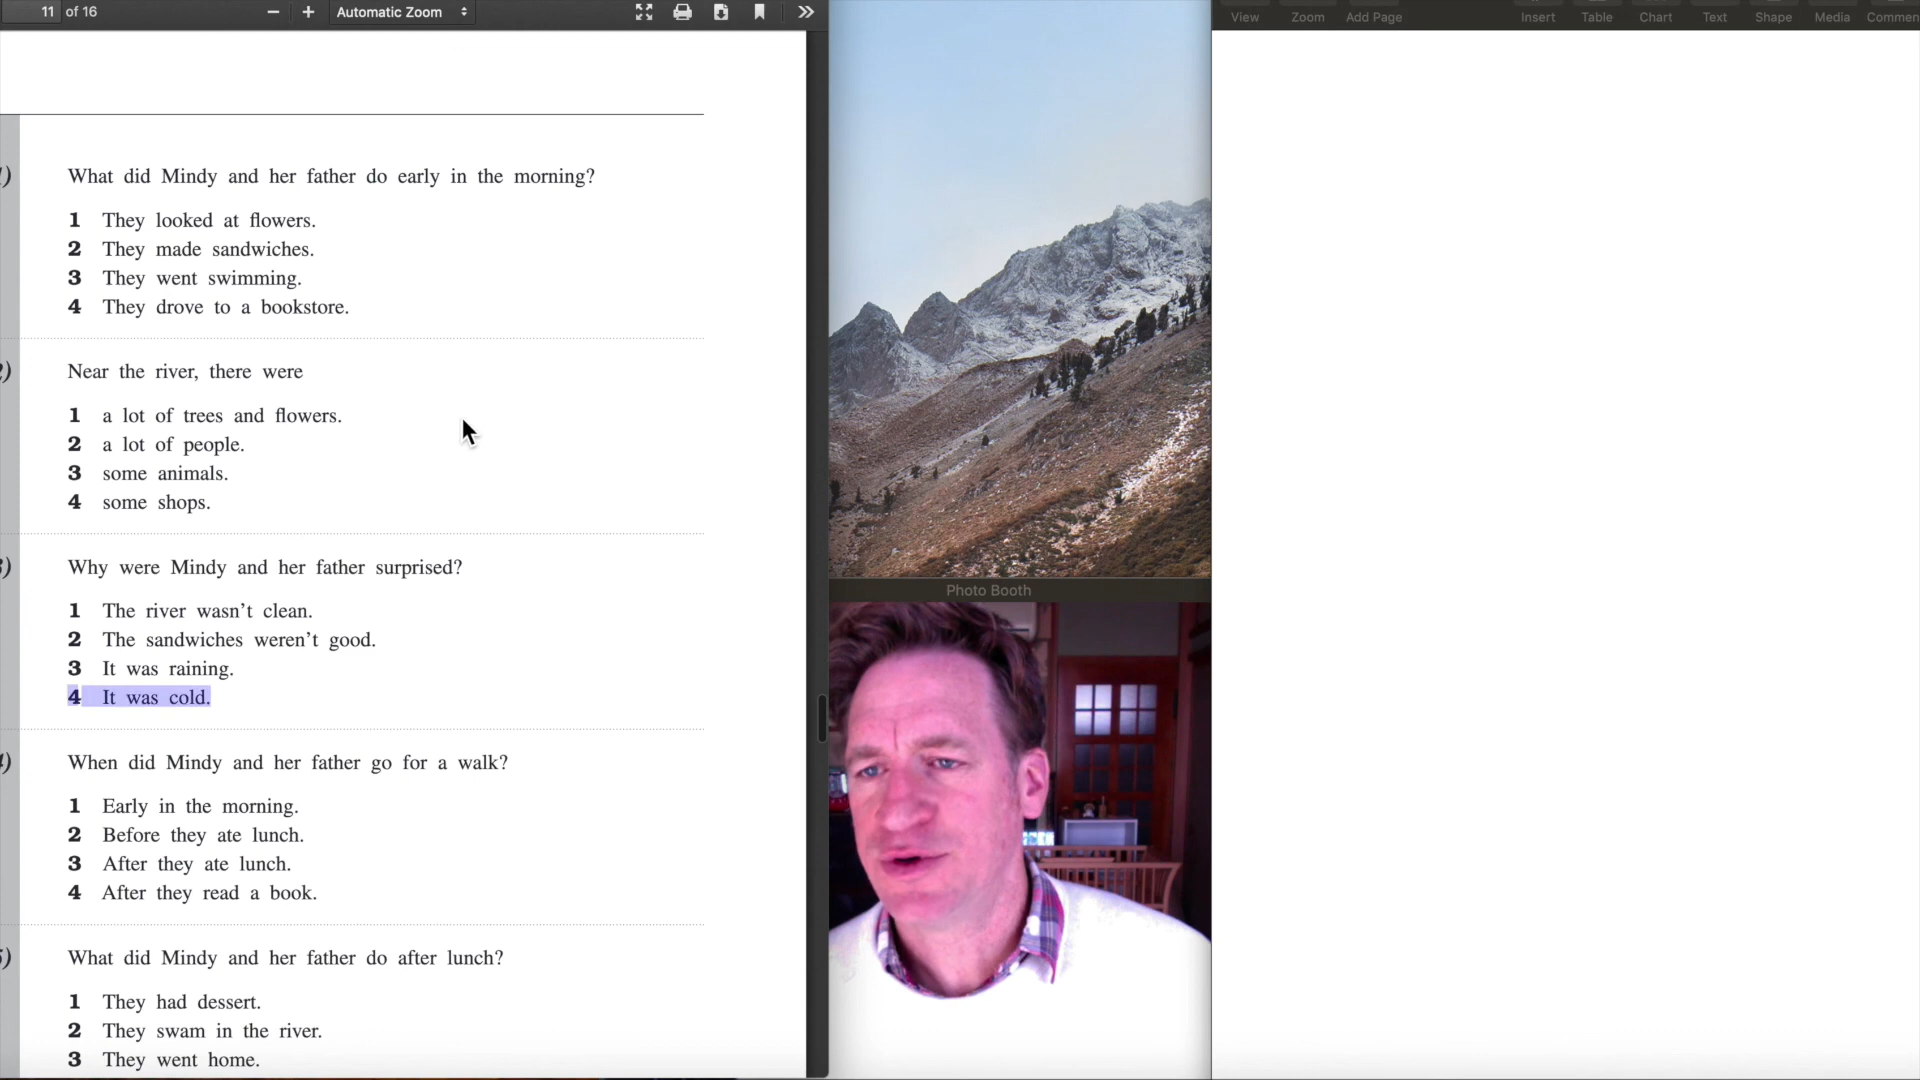 11 of 16
Automatic Zoom
View Zoom Add Page Insert Table Chart Text Shape Media
1)
What did Mindy and her father do early in the morning?
1 They looked at flowers.
2 They made sandwiches.
3 They went swimming.
4 They drove to a bookstore.
2)
Near the river, there were
1 a lot of trees and flowers.
2 a lot of people.
3 some animals.
4 some shops.
3)
Why were Mindy and her father surprised?
1 The river wasn't clean.
2 The sandwiches weren't good.
3 It was raining.
4 It was cold.
4)
When did Mindy and her father go for a walk?
1 Early in the morning.
2 Before they ate lunch.
3 After they ate lunch.
4 After they read a book.
5)
What did Mindy and her father do after lunch?
1 They had dessert.
2 They swam in the river.
3 They went home.
Photo Booth